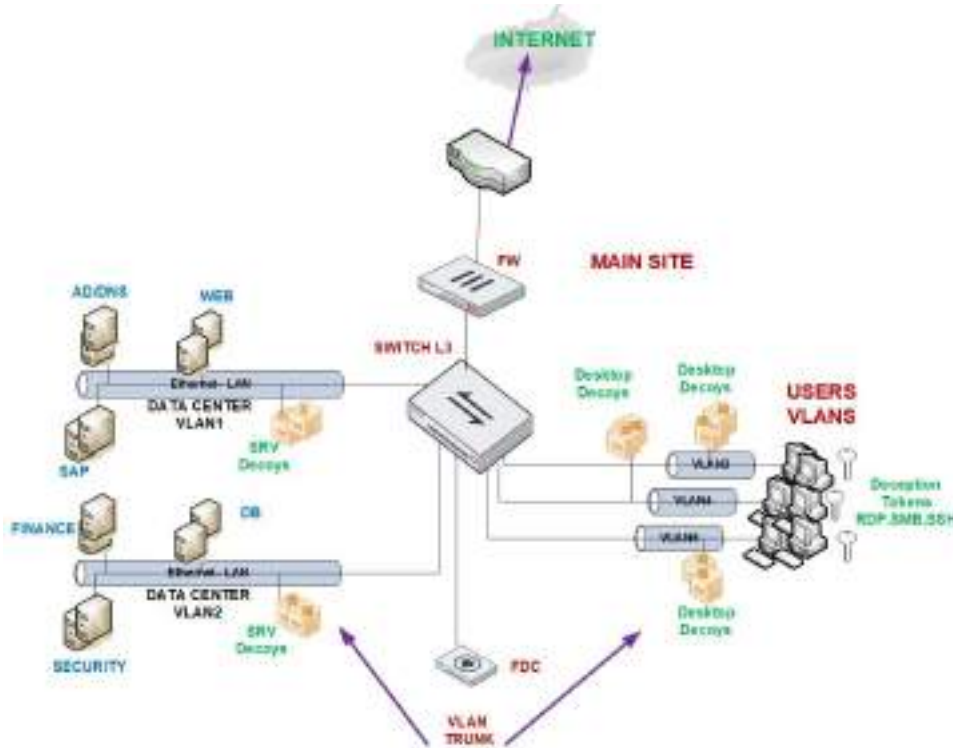 INTERNET
FW
MAIN SITE
AD/DNS
WEB
SWITCH L3
Ethernet- LAN
DATA CENTER
VLAN1
SAP
SRV
Decoys
Desktop
Decoys
Desktop
Decoys
USERS
VLANS
VLAN3
VLAN4
Deception
Tokens
RDP.SMB.SSH
FINANCE
DB
Ethernet- LAN
DATA CENTER
VLAN2
SRV
Decoys
SECURITY
Desktop
Decoys
FDC
VLAN
TRUNK